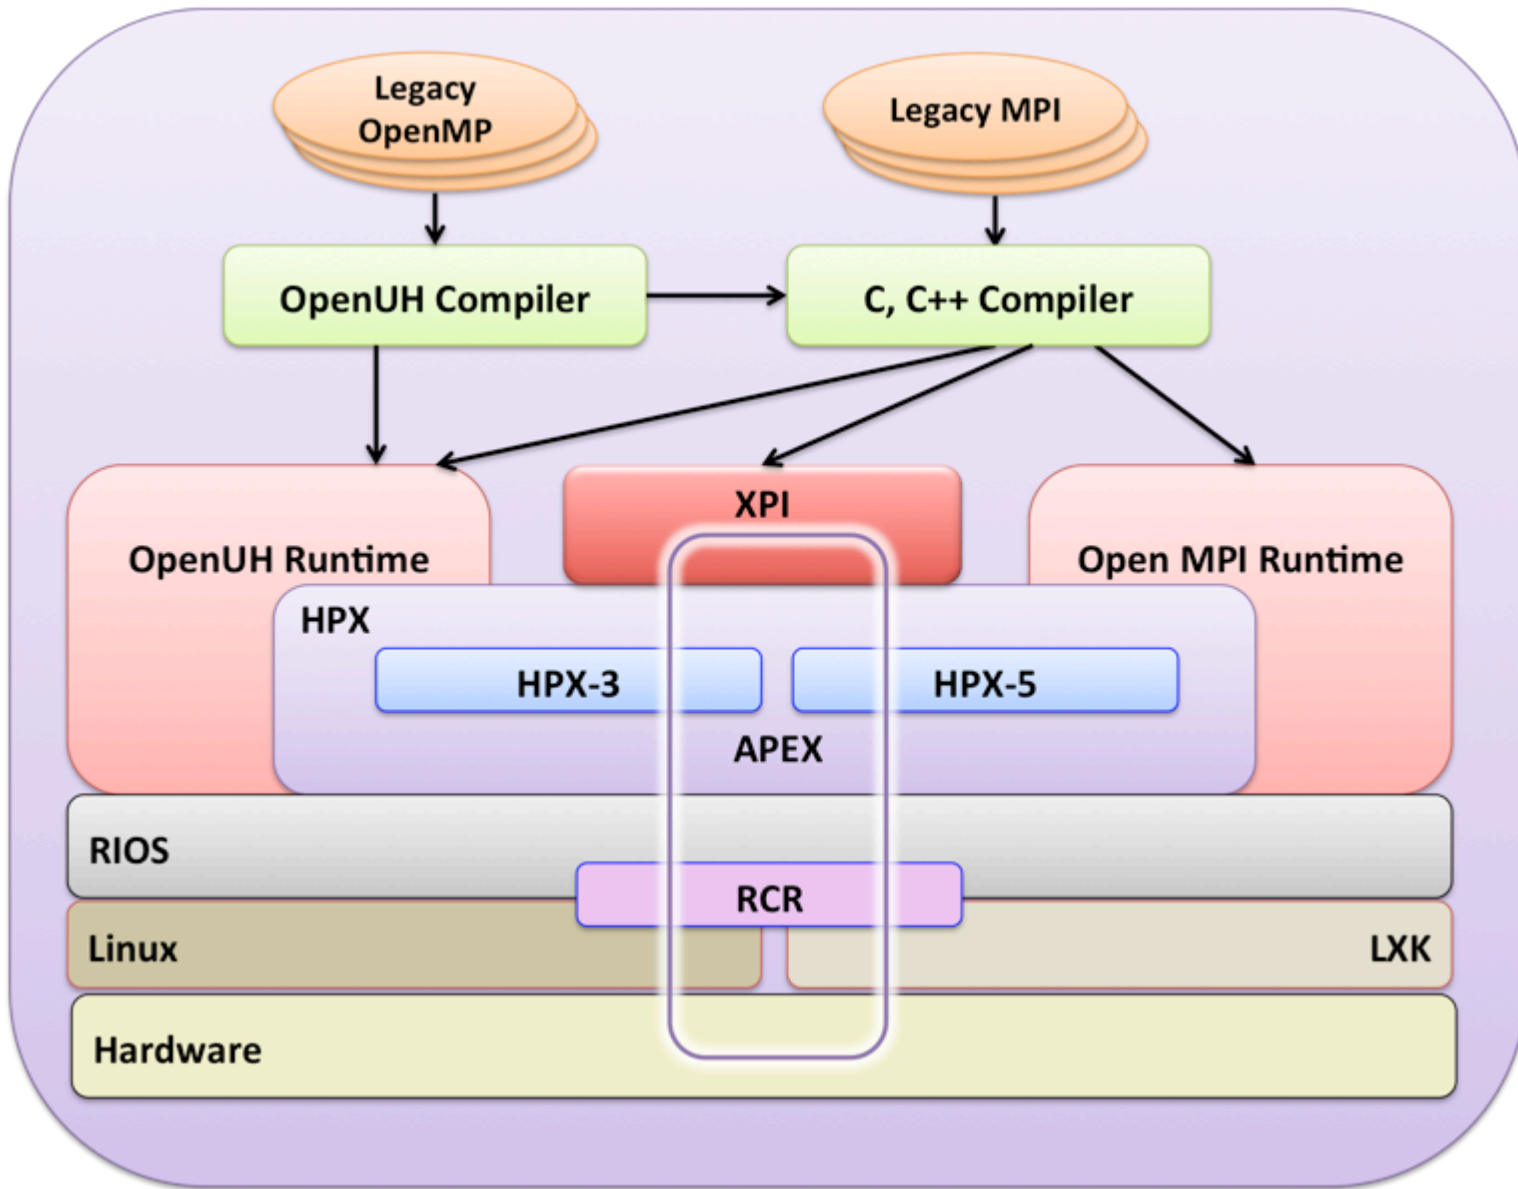 Legacy
OpenMP
Legacy MPI
OpenUH Compiler
C, C++ Compiler
XPI
OpenUH Runtime
Open MPI Runtime
HPX
HPX-3
HPX-5
APEX
RIOS
RCR
Linux
LXK
Hardware